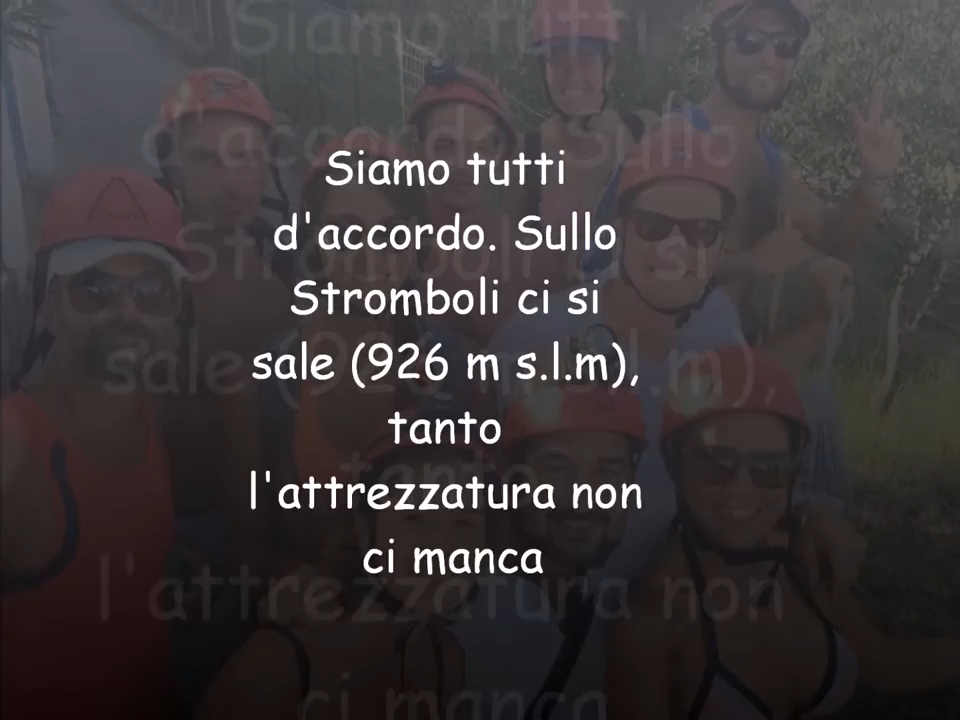 Siamo tutti
d'accordo. Sullo
Stromboli ci si
sale (926 m s.l.m),
tanto
l'attrezzatura non
ci manca